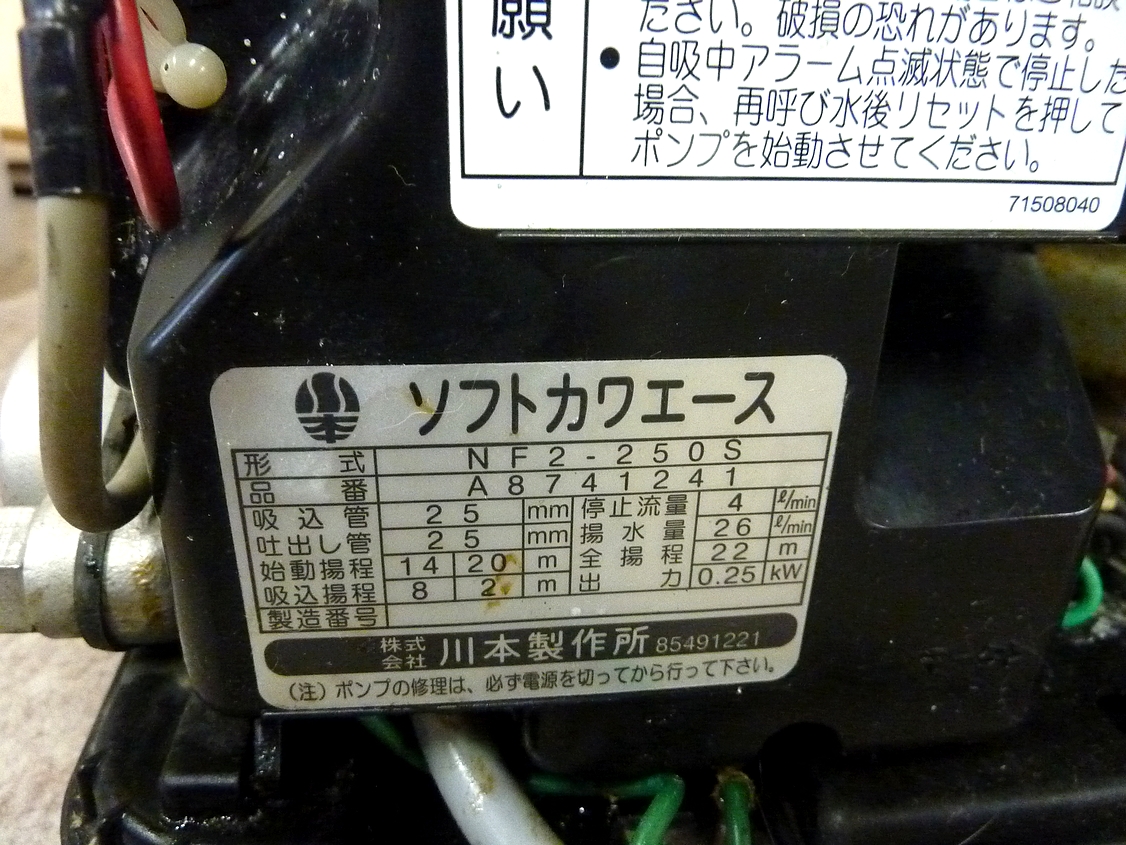 願い
ださい。破損の恐れがあります。
●自吸中アラーム点滅状態で停止した
場合、再呼び水後リセットを押して
ポンプを始動させてください。
71508040
ソフトカワエース
形式 NF2-250S
品番 A8741241
吸込管 25 mm 停止流量 4 ℓ/min
吐出し管 25 mm 揚水量 26 ℓ/min
始動揚程 14 20 m 全揚程 22 m
吸込揚程 8 2 m 出力 0.25 kW
製造番号
株式会社 川本製作所 85491221
(注) ポンプの修理は、必ず電源を切ってから行って下さい。